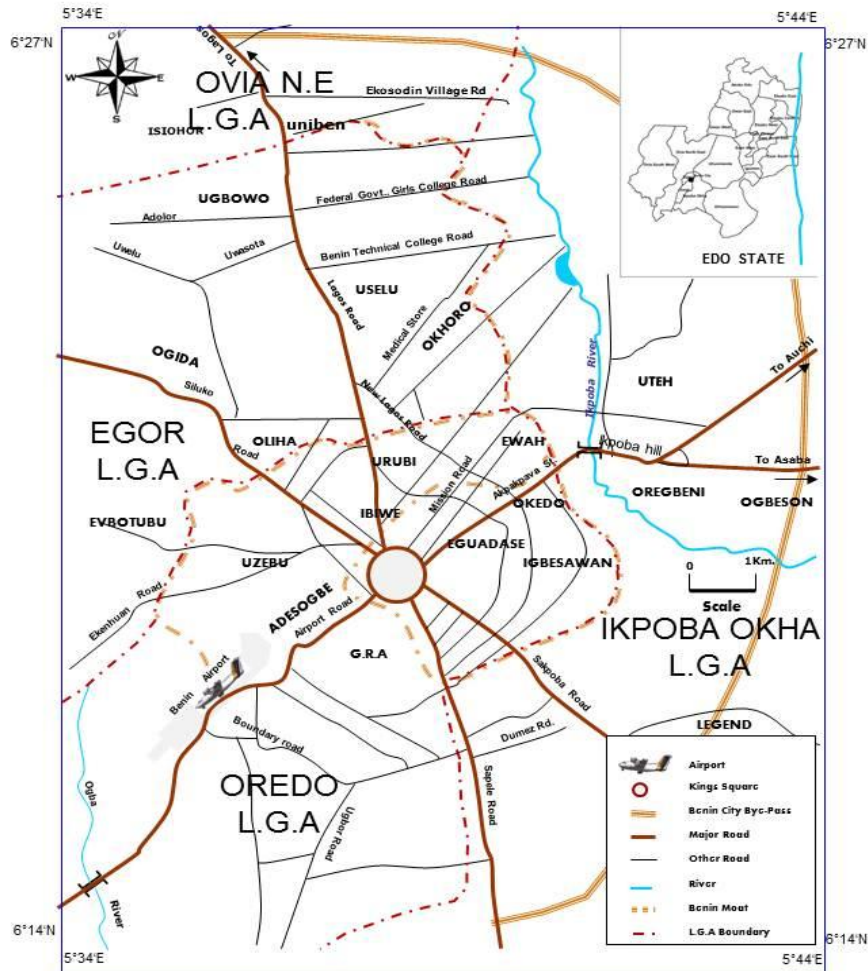 5°34'E
5°44'E
6°27'N
6°27'N
N
W
E
S
To Lagos
OVIA N.E
L.G.A
Ekosodin Village Rd
uniben
ISIOHOR
UGBOWO
Federal Govt.. Girls College Road
Adolor
Uwelu
Uwasota
Benin Technical College Road
USELU
Lagos Road
Medical Store
OKHORO
Ikpoba River
EDO STATE
UTEH
To Auchi
OGIDA
Siluko
Road
New Lagos Road
EGOR
L.G.A
OLIHA
URUBI
EWAH
Mission Road
Akpakpava St.
Ikpoba hill
To Asaba
OREGBENI
OGBESON
OKEDO
IBIWE
EVBOTUBU
UZEBU
EGUADASE
IGBESAWAN
0 1Km.
Scale
Ekenhuan Road.
ADESOGBE
Airport Road
IKPOBA OKHA
L.G.A
G.R.A
Benin Airport
Sakpoba Road
Boundary road
Dumez Rd.
OREDO
L.G.A
Ugbor Road
Sapele Road
Ogba
River
LEGEND
Airport
Kings Square
Benin City Bye-Pass
Major Road
Other Road
River
Benin Moat
L.G.A Boundary
6°14'N
6°14'N
5°34'E
5°44'E